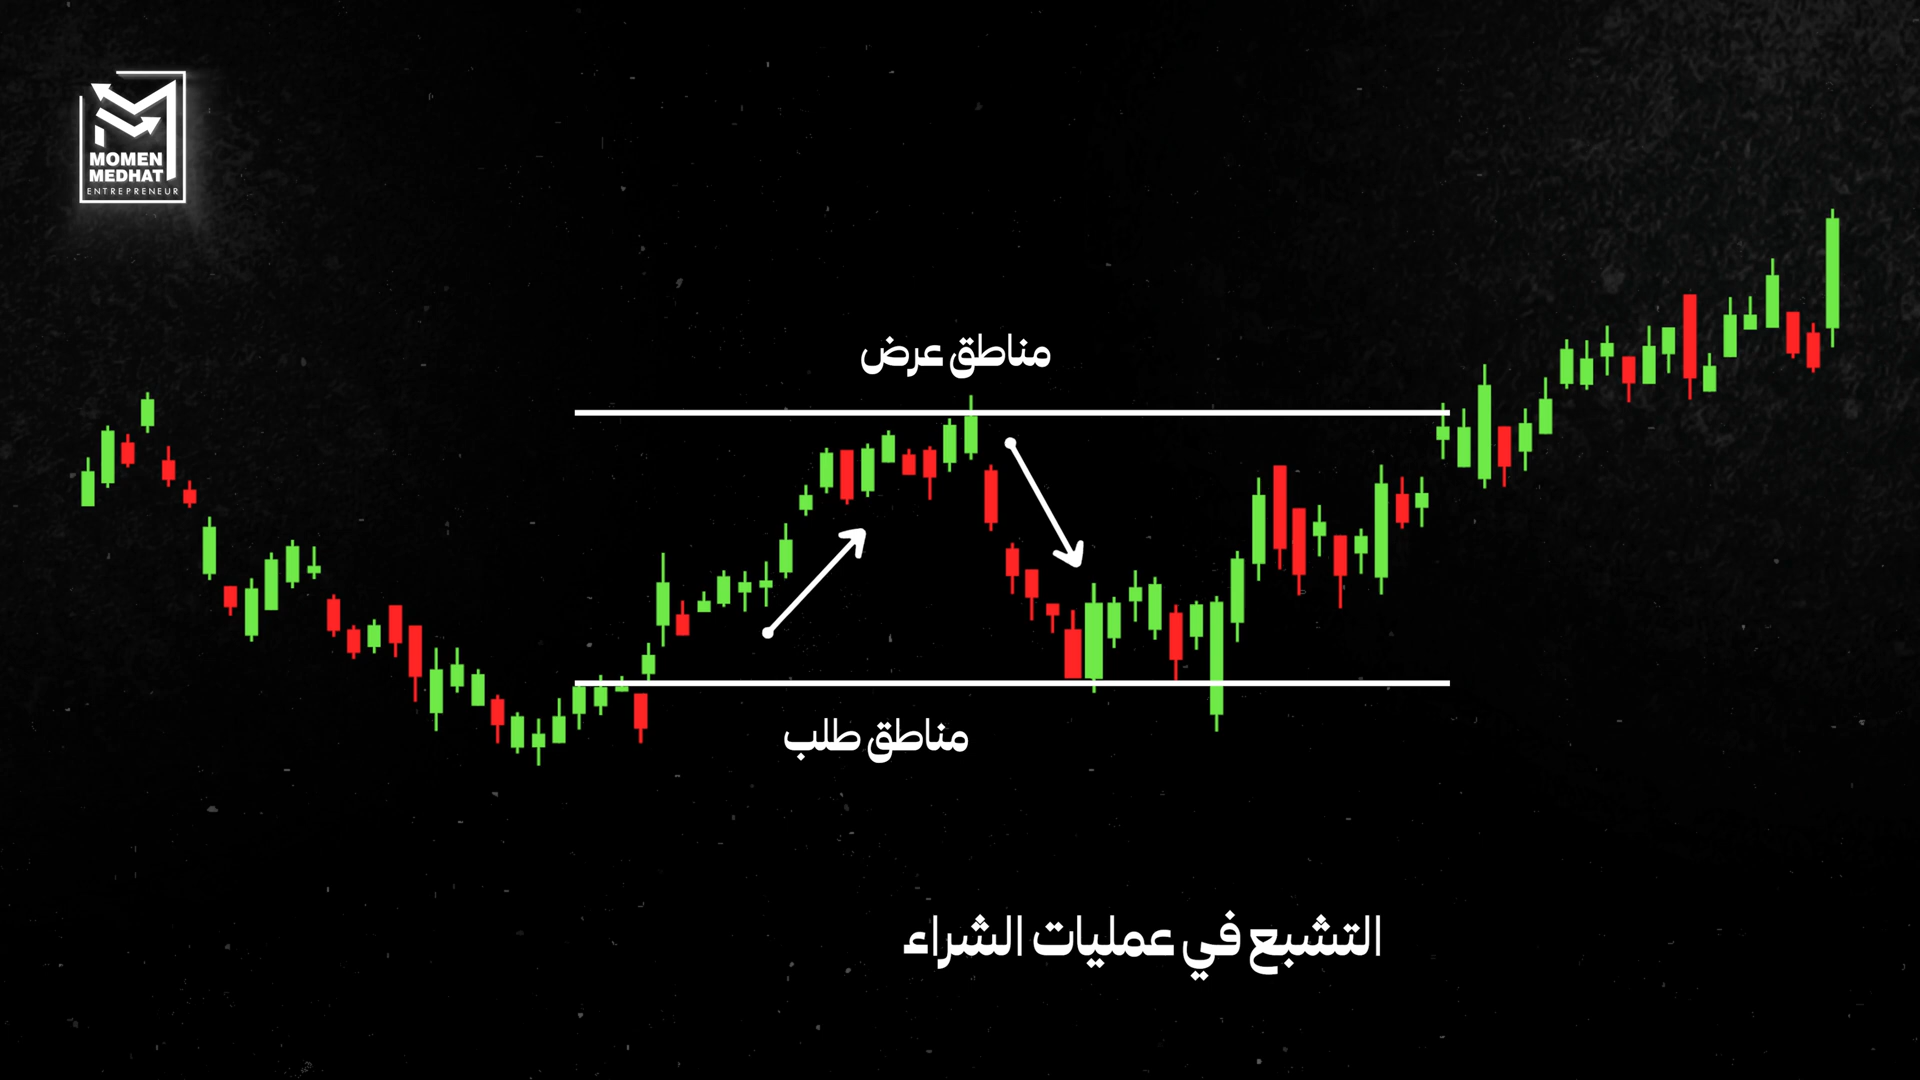 MOMEN
MEDHAT
ENTREPRENEUR
مناطق عرض
مناطق طلب
التشبع في عمليات الشراء